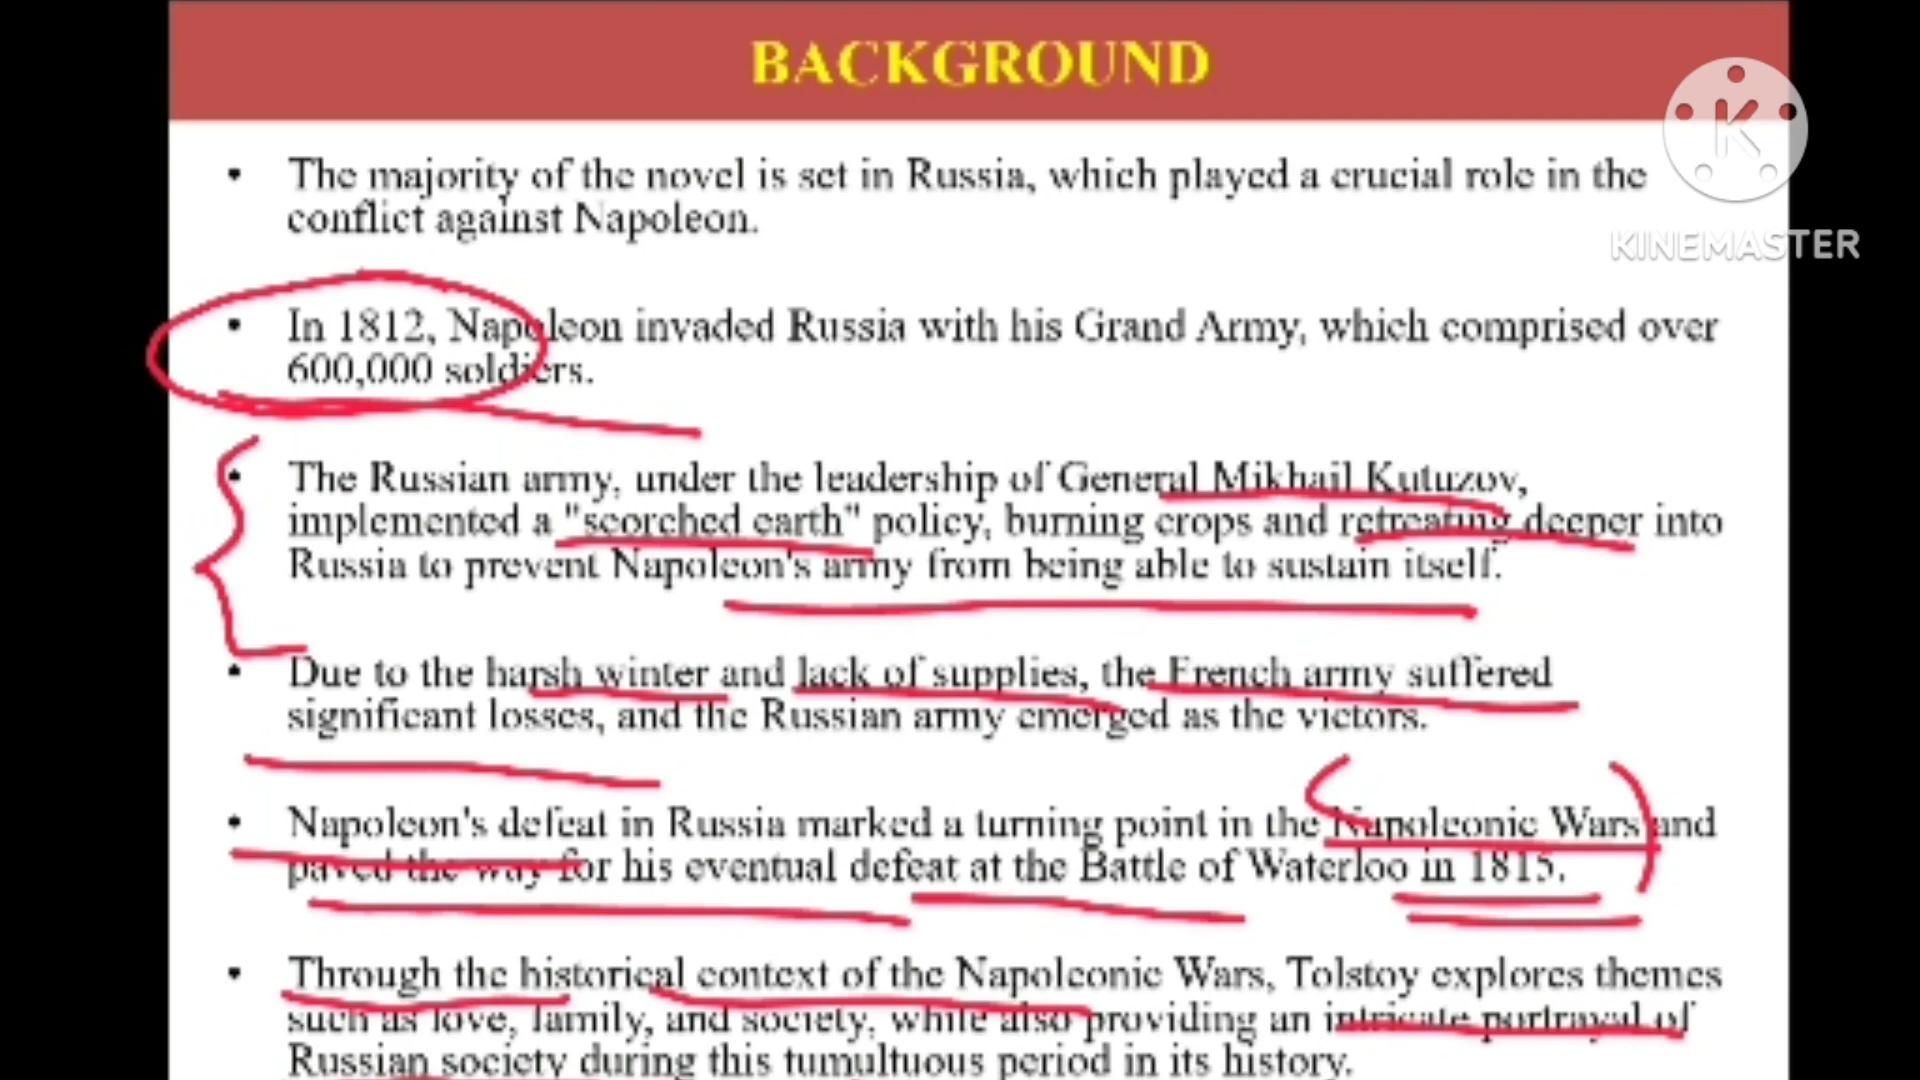 BACKGROUND
K
KINEMASTER
• The majority of the novel is set in Russia, which played a crucial role in the
conflict against Napoleon.
• In 1812, Napoleon invaded Russia with his Grand Army, which comprised over
600,000 soldiers.
• The Russian army, under the leadership of General Mikhail Kutuzov,
implemented a "scorched earth" policy, burning crops and retreating deeper into
Russia to prevent Napoleon's army from being able to sustain itself.
• Due to the harsh winter and lack of supplies, the French army suffered
significant losses, and the Russian army emerged as the victors.
• Napoleon's defeat in Russia marked a turning point in the Napoleonic Wars and
paved the way for his eventual defeat at the Battle of Waterloo in 1815.
• Through the historical context of the Napoleonic Wars, Tolstoy explores themes
such as love, family, and society, while also providing an intricate portrayal of
Russian society during this tumultuous period in its history.